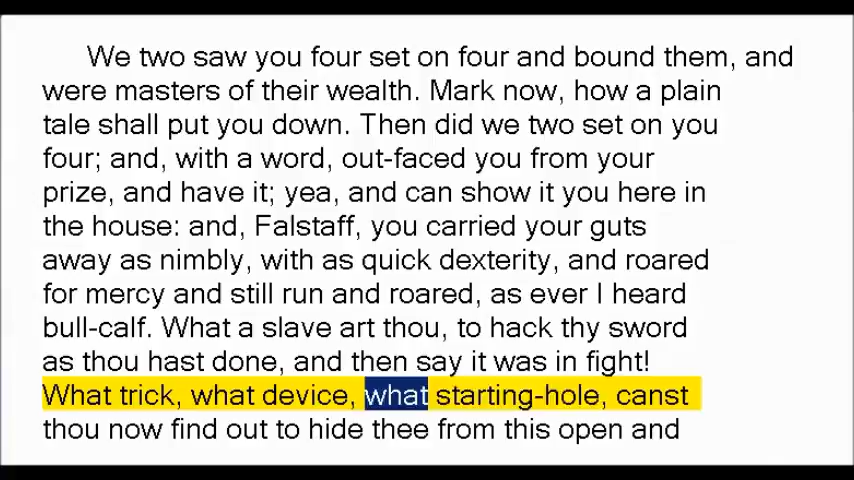 We two saw you four set on four and bound them, and
were masters of their wealth. Mark now, how a plain
tale shall put you down. Then did we two set on you
four; and, with a word, out-faced you from your
prize, and have it; yea, and can show it you here in
the house: and, Falstaff, you carried your guts
away as nimbly, with as quick dexterity, and roared
for mercy and still run and roared, as ever I heard
bull-calf. What a slave art thou, to hack thy sword
as thou hast done, and then say it was in fight!
What trick, what device, what starting-hole, canst
thou now find out to hide thee from this open and